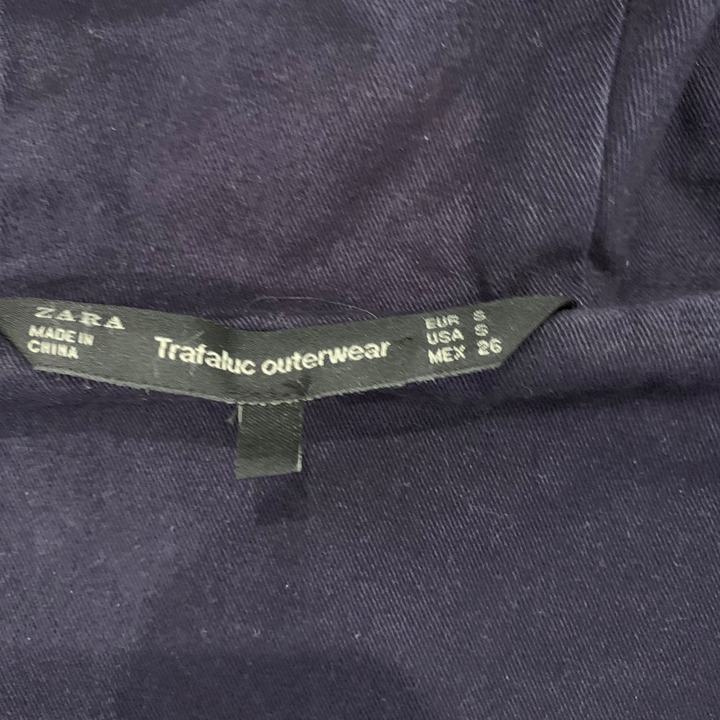 ZARA
MADE IN
CHINA
Trafaluc outerwear
EUR S
USA S
MEX 26